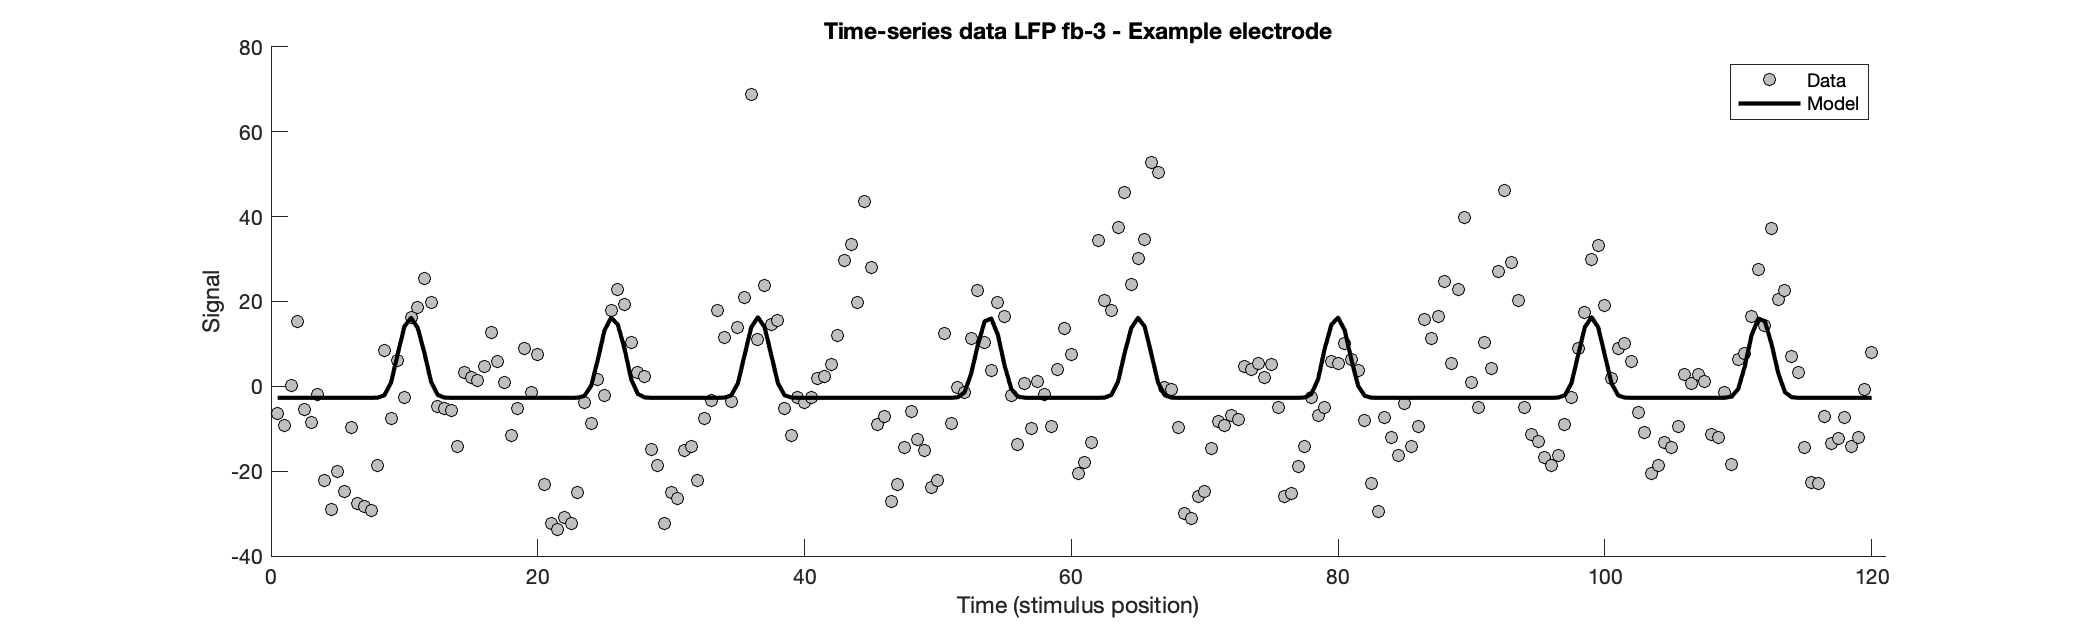 Time-series data LFP fb-3 - Example electrode
80
60
40
20
0
-20
-40
Signal
Data
Model
0 20 40 60 80 100 120
Time (stimulus position)